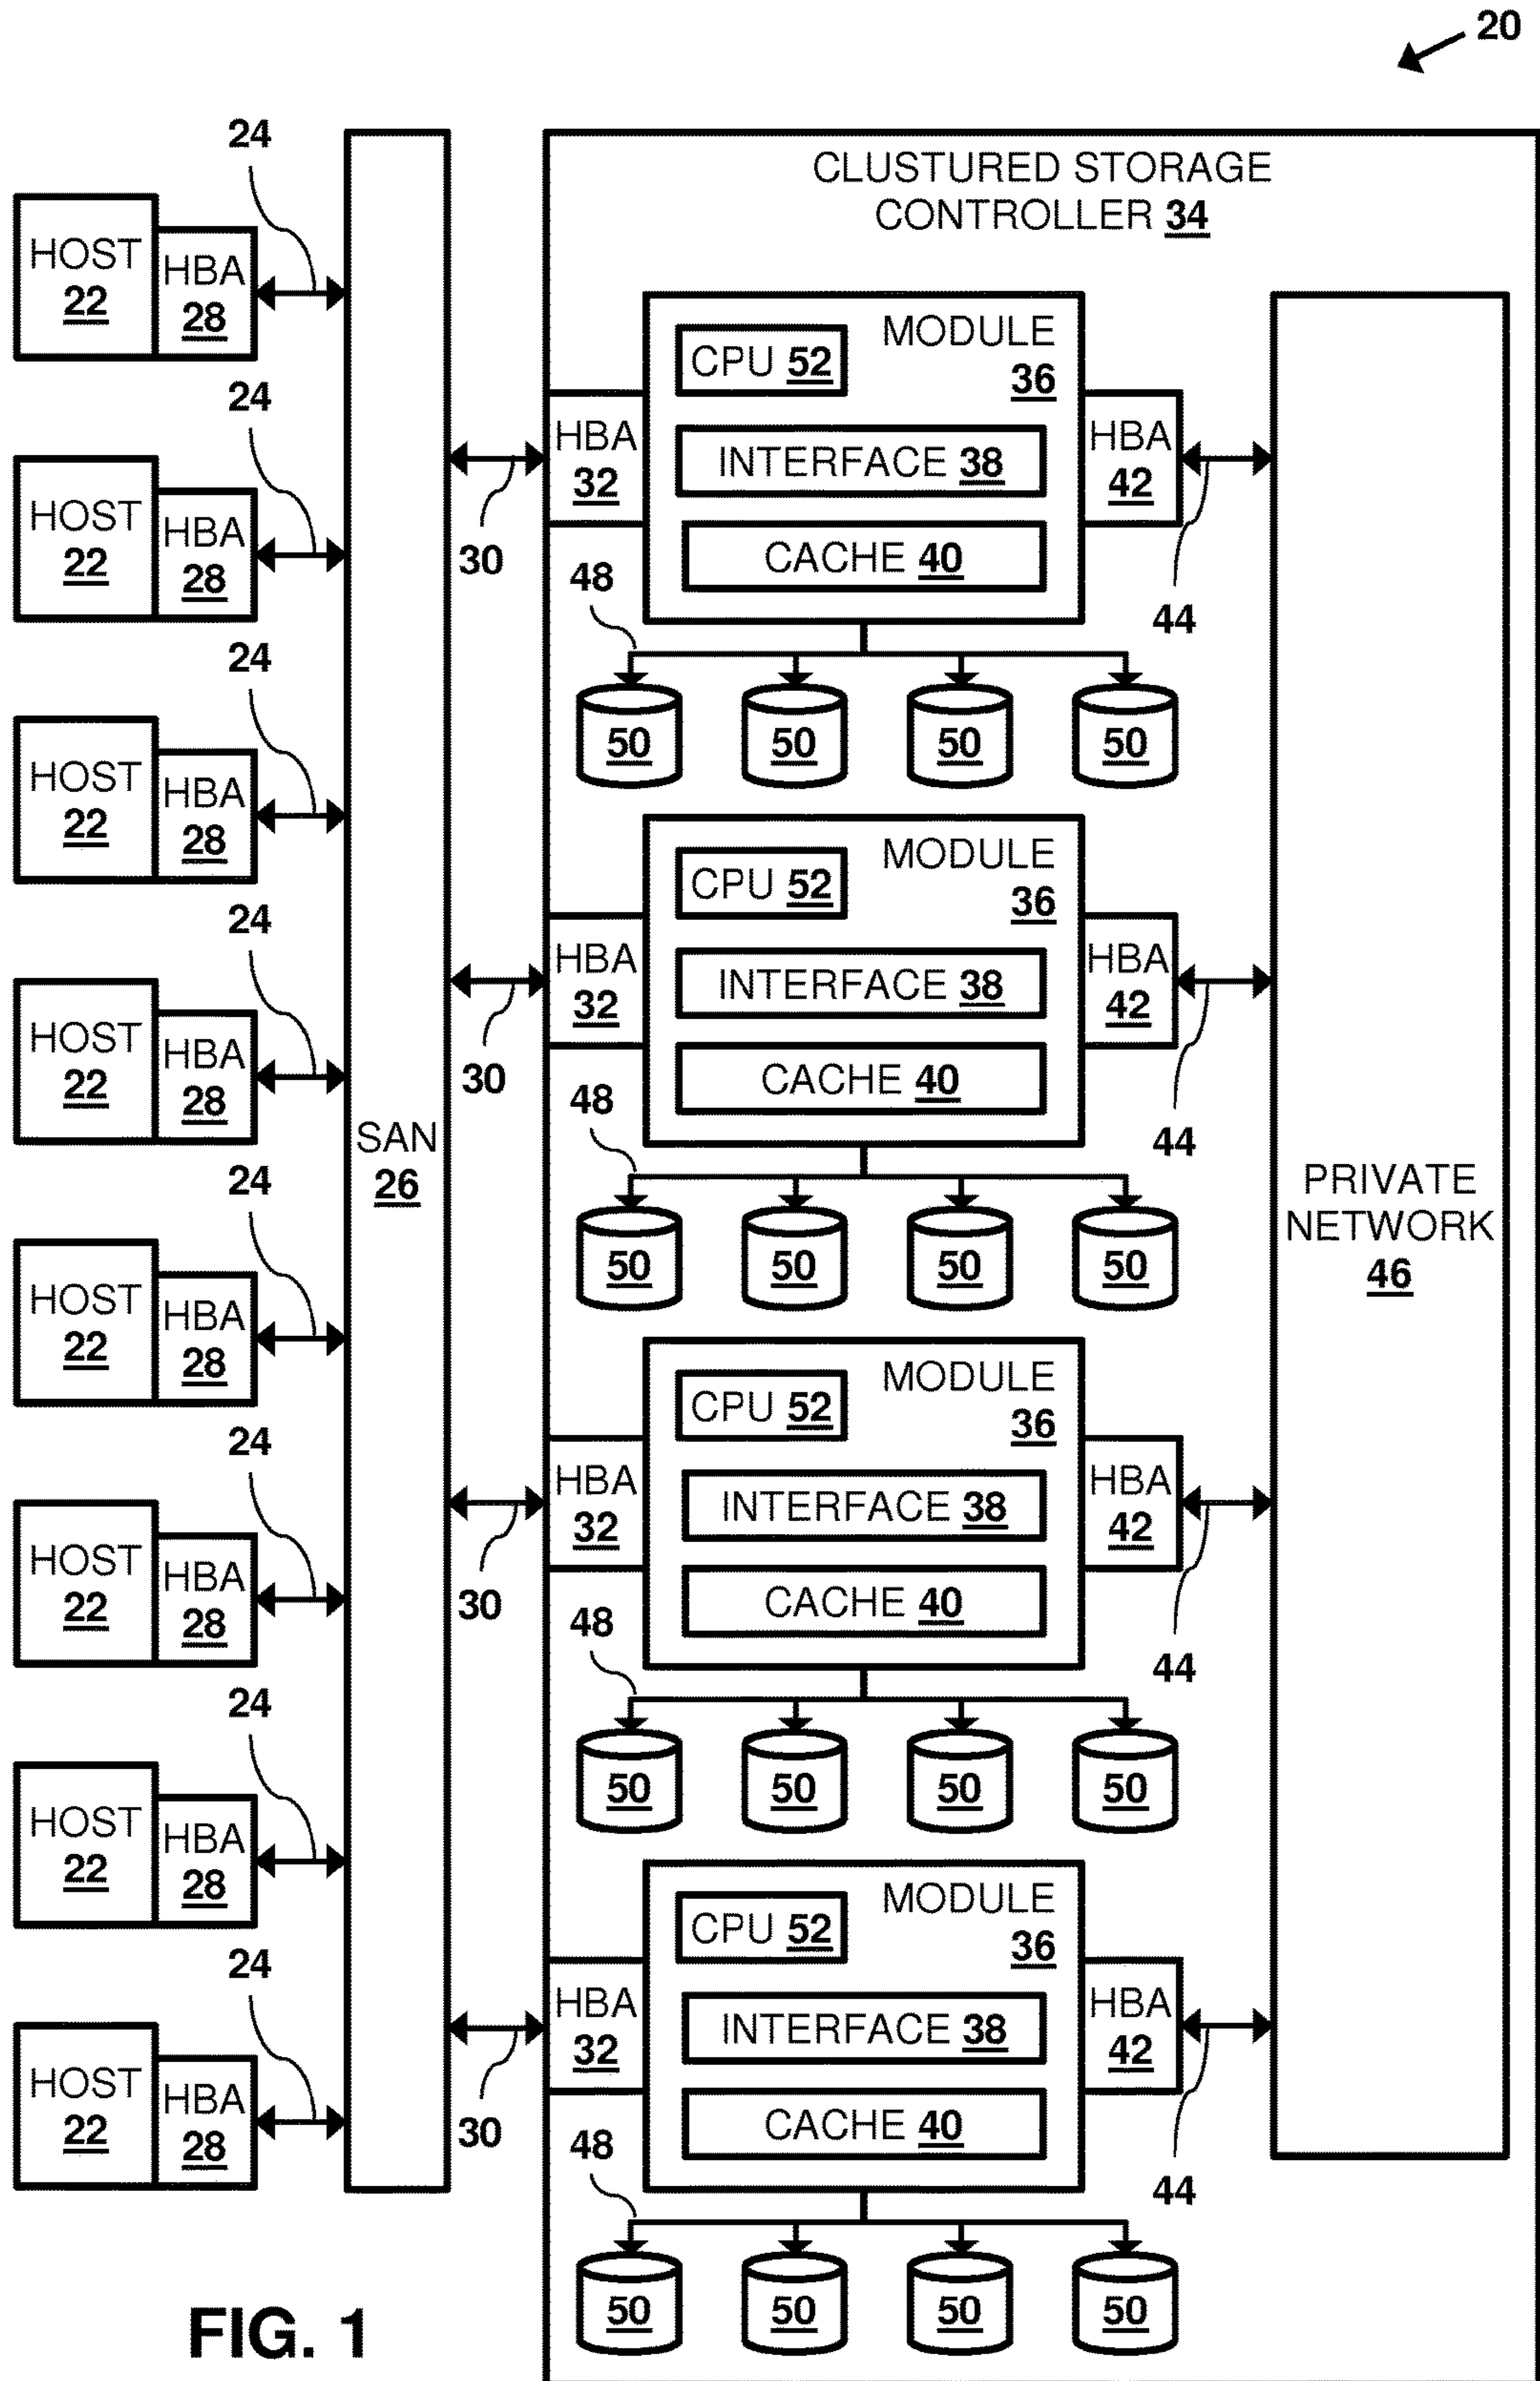 20
CLUSTURED STORAGE
CONTROLLER 34
24
HOST
22
HBA
28
24
HOST
22
HBA
28
24
HOST
22
HBA
28
24
HOST
22
HBA
28
24
HOST
22
HBA
28
24
HOST
22
HBA
28
24
HOST
22
HBA
28
24
HOST
22
HBA
28
SAN
26
30
HBA
32
CPU 52
MODULE
36
INTERFACE 38
CACHE 40
HBA
42
44
48
50 50 50 50
30
HBA
32
CPU 52
MODULE
36
INTERFACE 38
CACHE 40
HBA
42
44
48
50 50 50 50
30
HBA
32
CPU 52
MODULE
36
INTERFACE 38
CACHE 40
HBA
42
44
48
50 50 50 50
30
HBA
32
CPU 52
MODULE
36
INTERFACE 38
CACHE 40
HBA
42
44
48
50 50 50 50
PRIVATE
NETWORK
46
FIG. 1